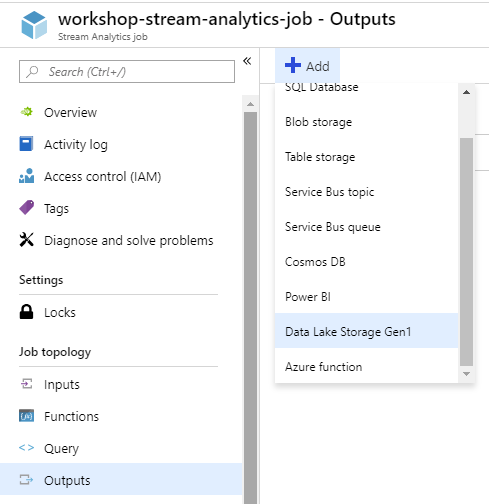 workshop-stream-analytics-job - Outputs
Stream Analytics job
Search (Ctrl+/)
Overview
Activity log
Access control (IAM)
Tags
Diagnose and solve problems
Settings
Locks
Job topology
Inputs
Functions
Query
Outputs
Add
SQL Database
Blob storage
Table storage
Service Bus topic
Service Bus queue
Cosmos DB
Power BI
Data Lake Storage Gen1
Azure function